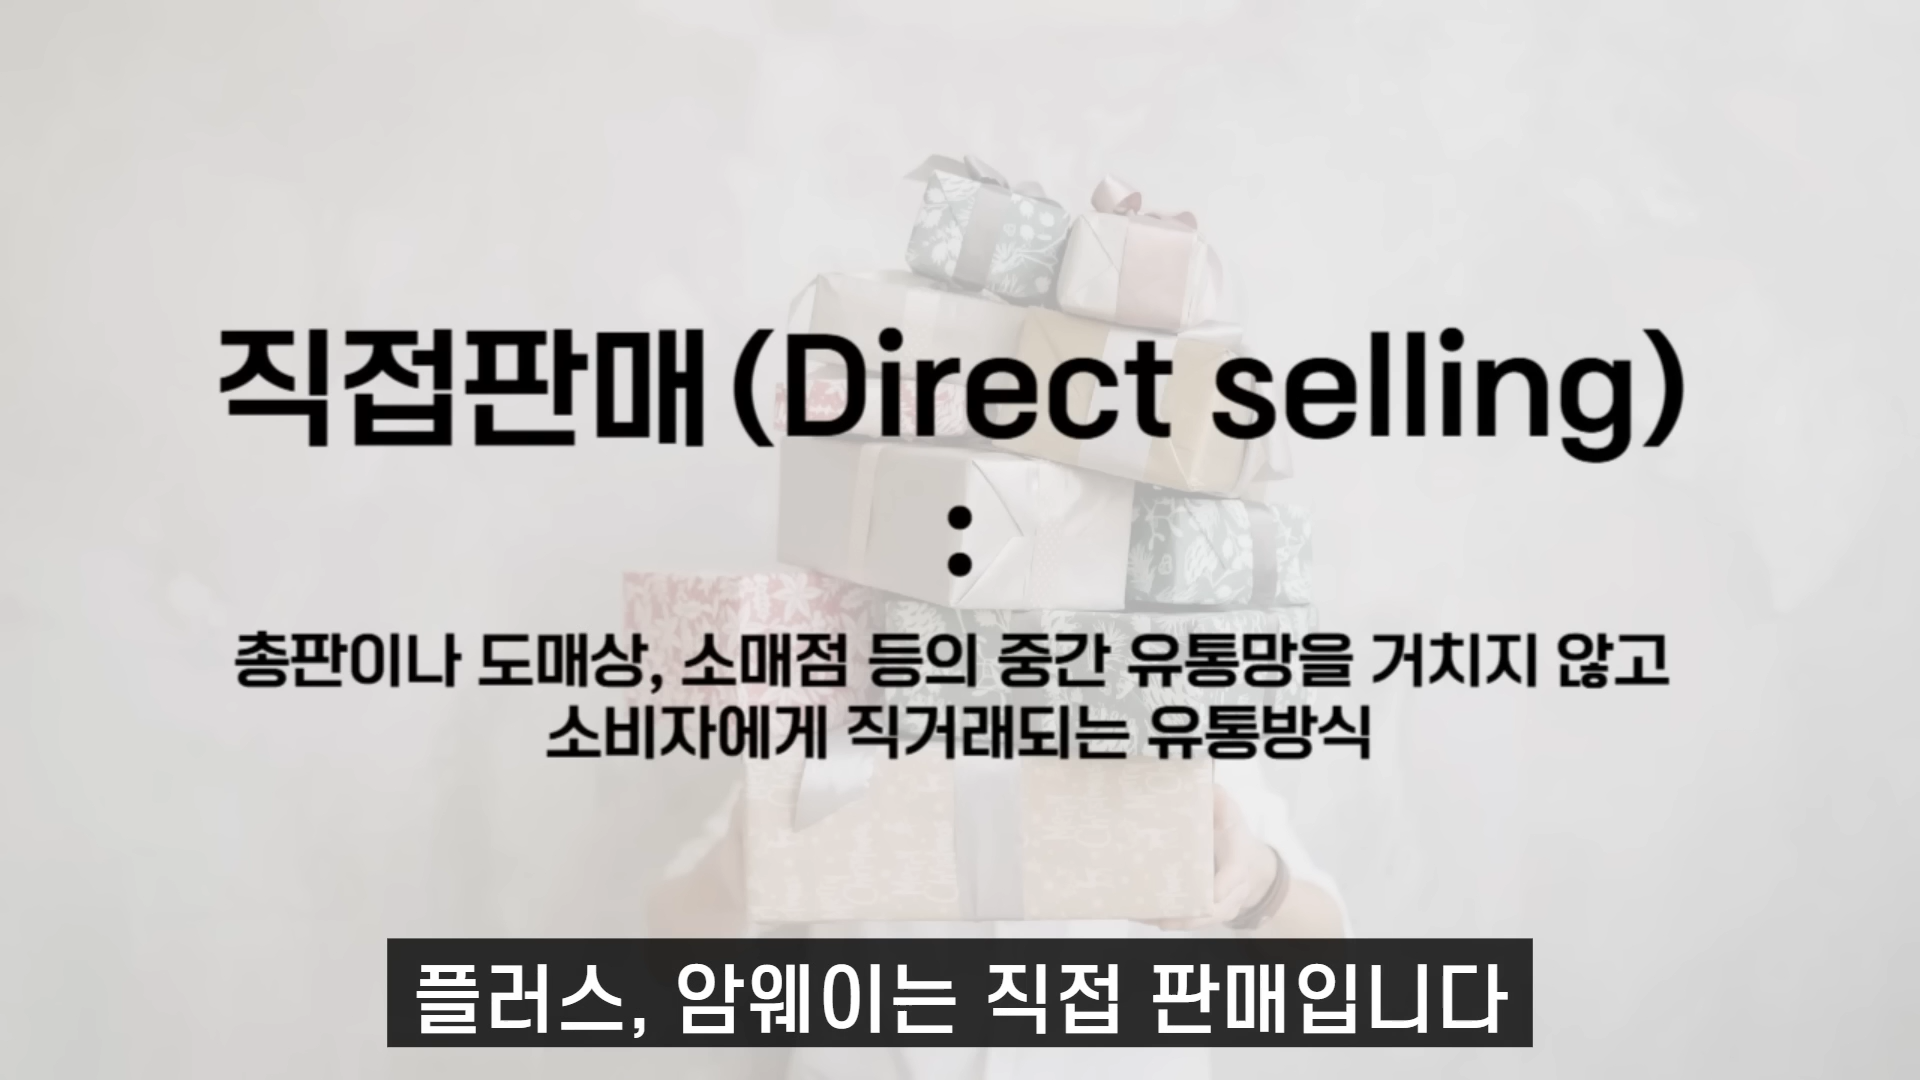 직접판매(Direct selling)
:
총판이나 도매상, 소매점 등의 중간 유통망을 거치지 않고
소비자에게 직거래되는 유통방식
플러스, 암웨이는 직접 판매입니다